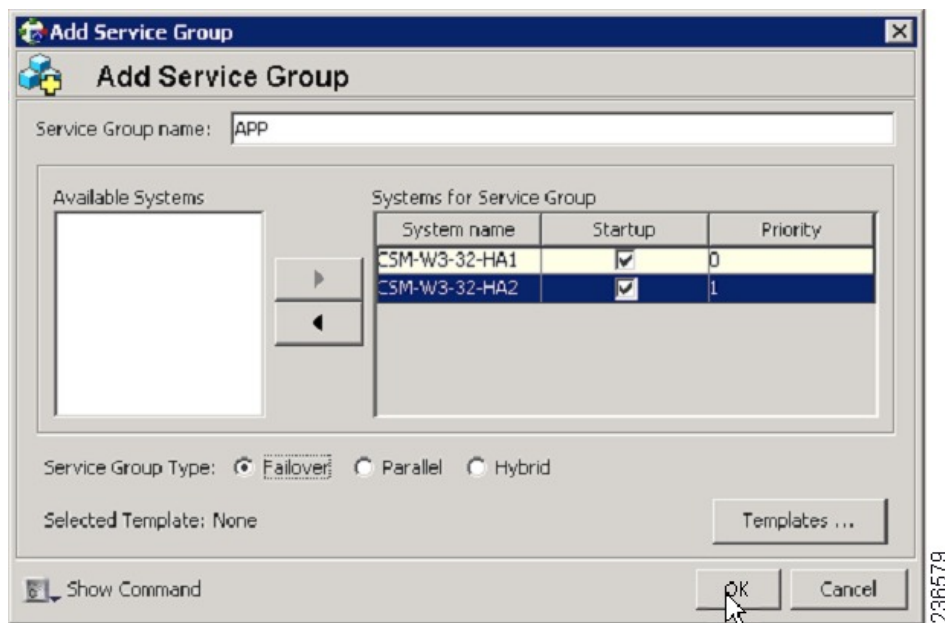 Add Service Group
Add Service Group
Service Group name: APP
Available Systems
Systems for Service Group
System name Startup Priority
CSM-W3-32-HA1 0
CSM-W3-32-HA2 1
Service Group Type: Failover Parallel Hybrid
Selected Template: None
Templates ...
Show Command
OK Cancel
236579